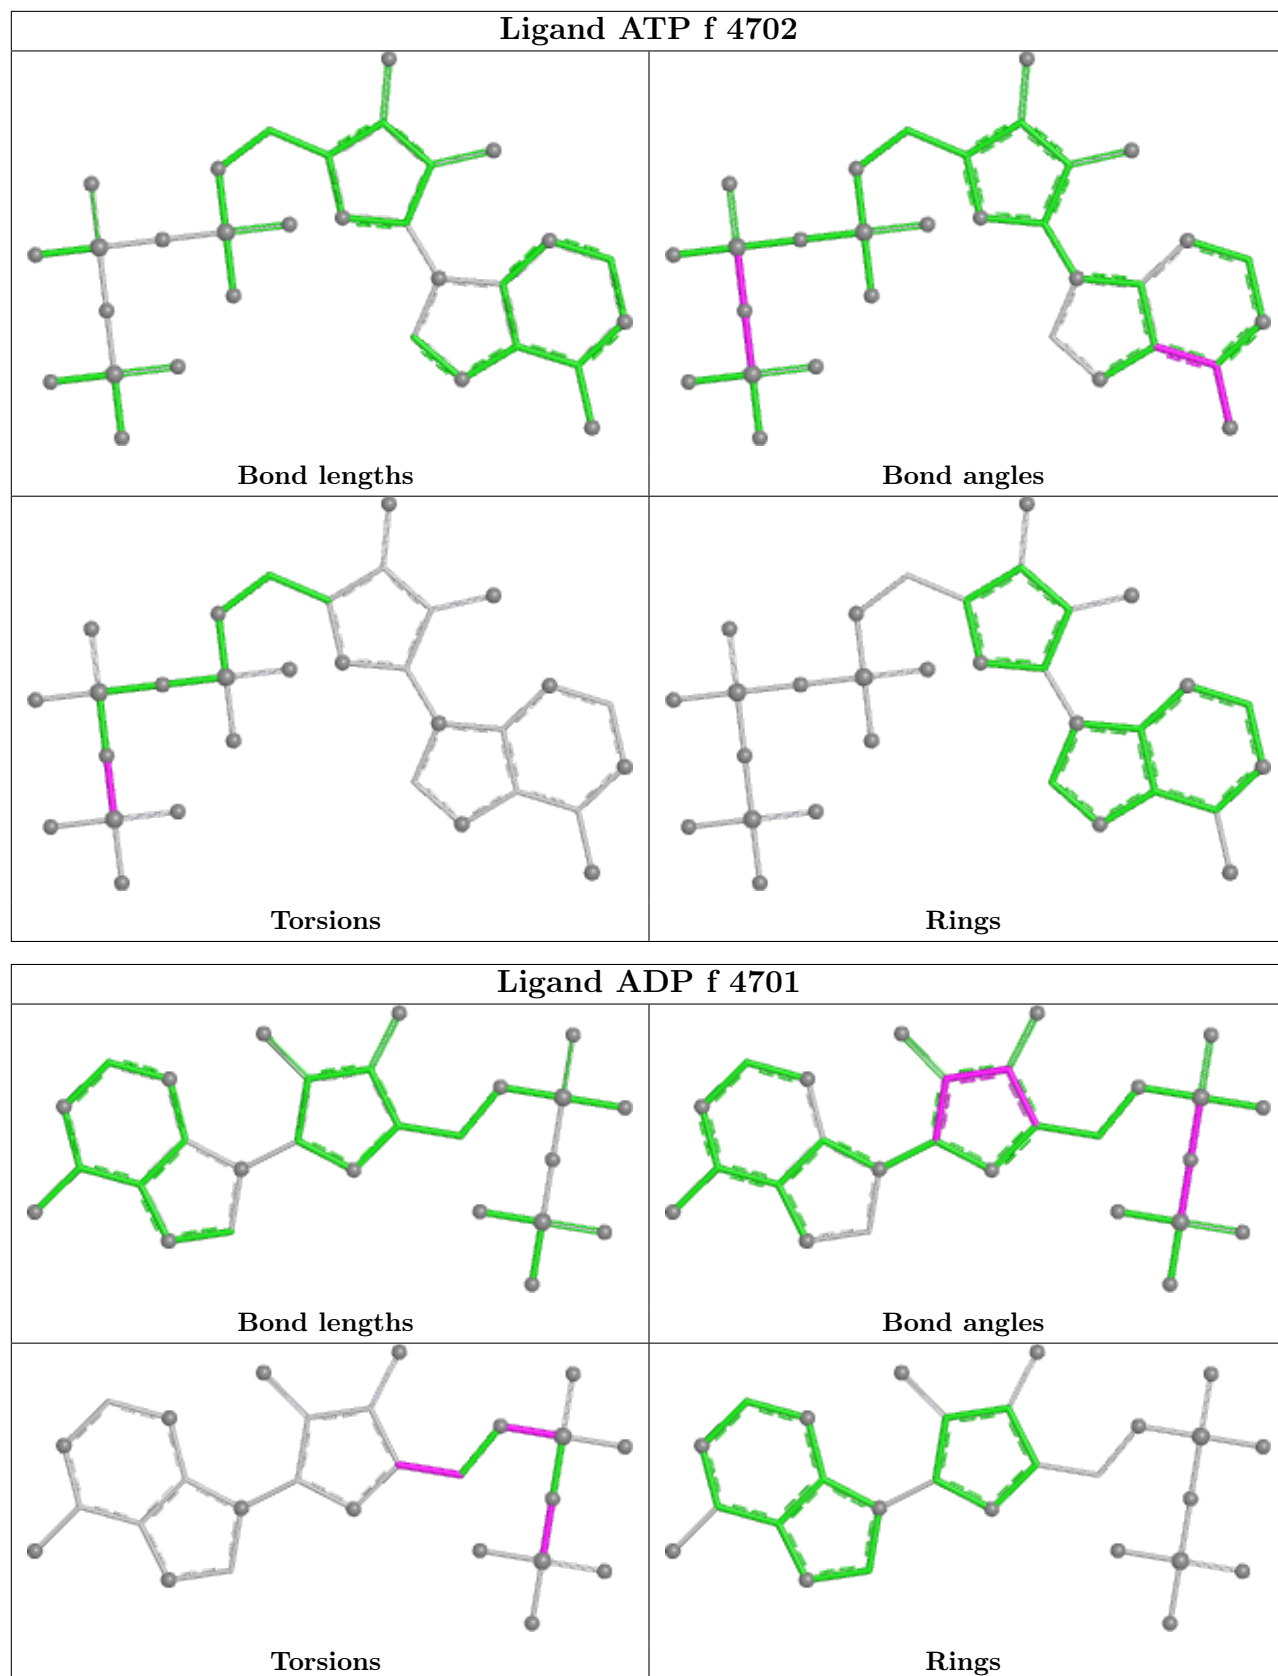 Ligand ATP f 4702
Bond lengths
Bond angles
Torsions
Rings
Ligand ADP f 4701
Bond lengths
Bond angles
Torsions
Rings